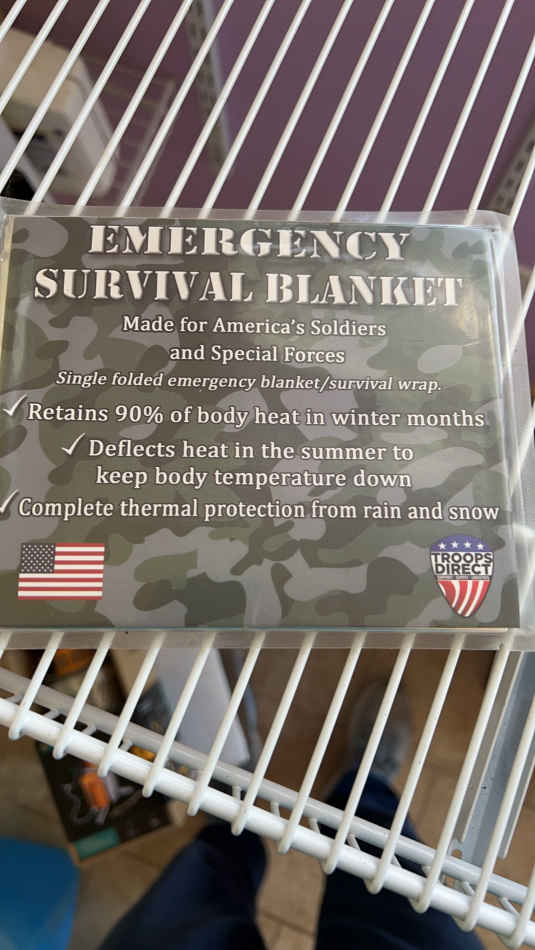 EMERGENCY
SURVIVAL BLANKET
Made for America's Soldiers
and Special Forces
Single folded emergency blanket/survival wrap.
✓Retains 90% of body heat in winter months
✓Deflects heat in the summer to
keep body temperature down
✓Complete thermal protection from rain and snow
TROOPS
DIRECT